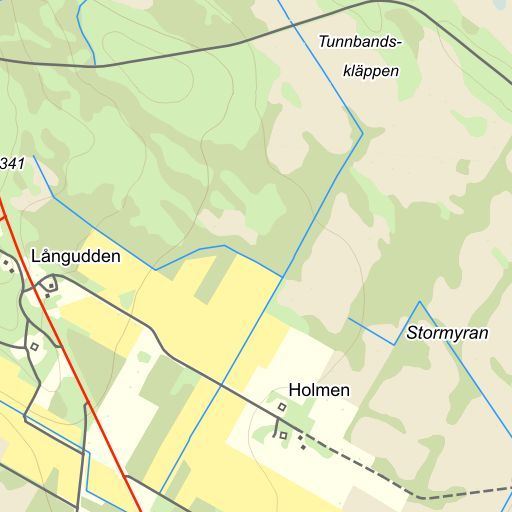 Tunnbands-
kläppen
341
Långudden
Stormyran
Holmen